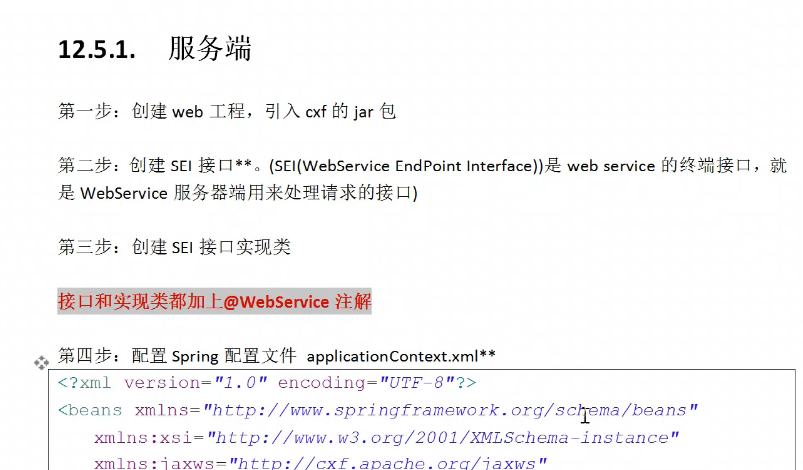 12.5.1. 服务端
第一步：创建 web 工程，引入 cxf 的 jar 包
第二步：创建 SEI 接口**。(SEI(WebService EndPoint Interface))是 web service 的终端接口，就
是 WebService 服务器端用来处理请求的接口)
第三步：创建 SEI 接口实现类
接口和实现类都加上@WebService 注解
第四步：配置 Spring 配置文件 applicationContext.xml**
<?xml version="1.0" encoding="UTF-8"?>
<beans xmlns="http://www.springframework.org/schema/beans"
xmlns:xsi="http://www.w3.org/2001/XMLSchema-instance"
xmlns:jaxws="http://cxf.apache.org/jaxws"